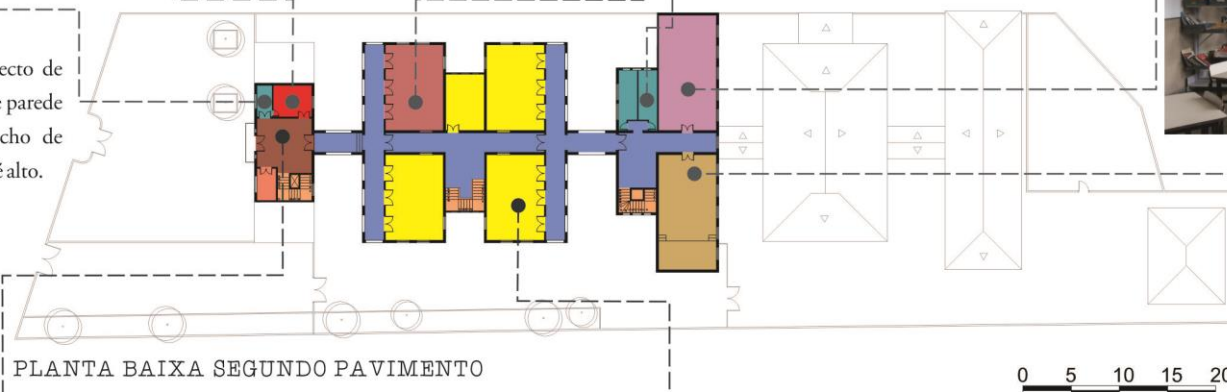 ecto de
parede
cho de
alto.
PLANTA BAIXA SEGUNDO PAVIMENTO
0 5 10 15 20